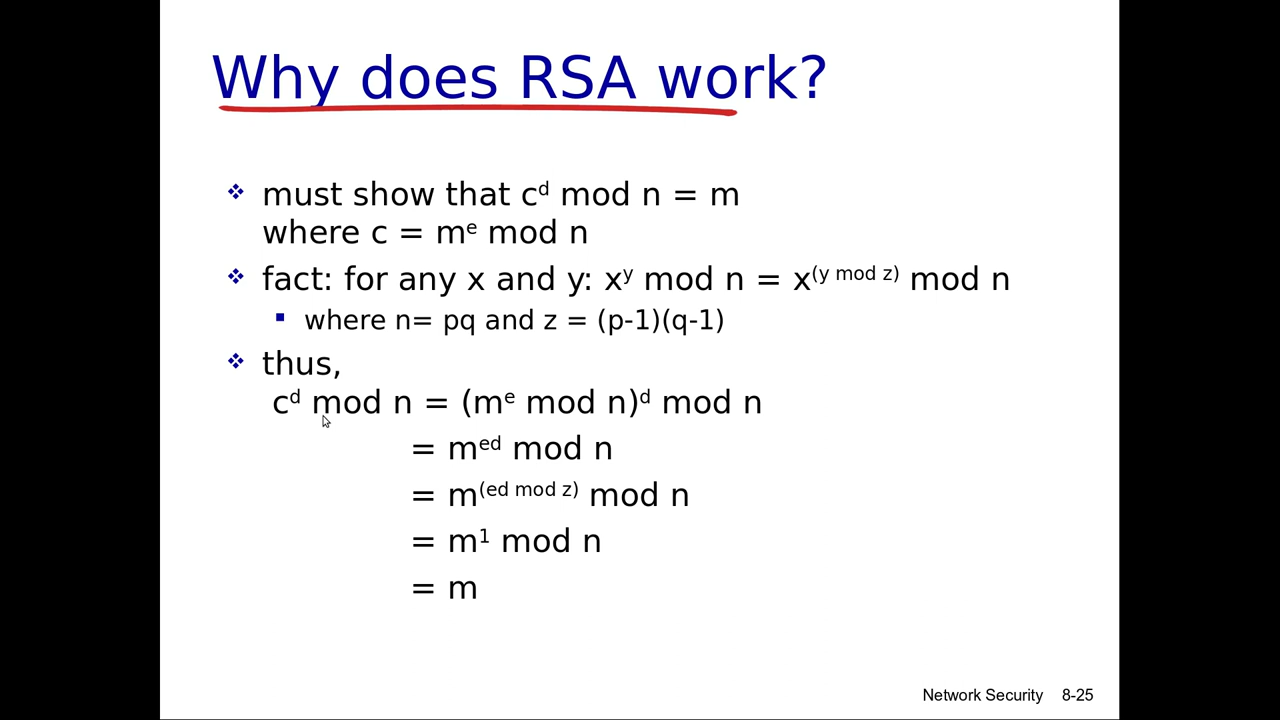 Why does RSA work?
❖ must show that cᵈ mod n = m
where c = mᵉ mod n
❖ fact: for any x and y: xʸ mod n = x⁽ʸ ᵐᵒᵈ ᶻ⁾ mod n
▪ where n= pq and z = (p-1)(q-1)
❖ thus,
cᵈ mod n = (mᵉ mod n)ᵈ mod n
= mᵉᵈ mod n
= m⁽ᵉᵈ ᵐᵒᵈ ᶻ⁾ mod n
= m¹ mod n
= m
Network Security 8-25